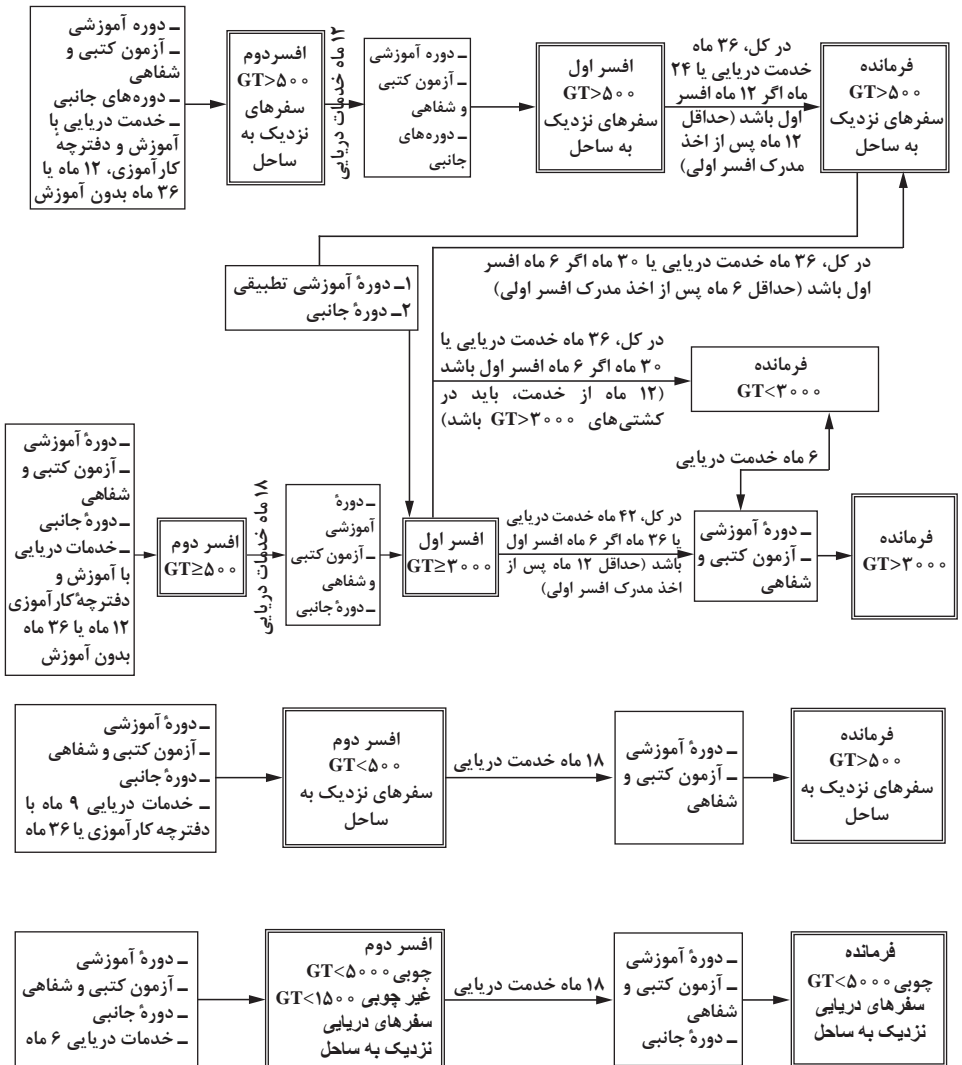 ـ دوره آموزشی
ـ آزمون کتبی و
شفاهی
ـ دوره‌های جانبی
ـ خدمت دریایی با
آموزش و دفترچهٔ
کارآموزی، ۱۲ ماه یا
۳۶ ماه بدون آموزش
افسر دوم
GT>۵۰۰
سفرهای
نزدیک به
ساحل
۱۲ ماه خدمات دریایی
ـ دوره آموزشی
ـ آزمون کتبی
و شفاهی
ـ دوره‌های
جانبی
افسر اول
GT>۵۰۰
سفرهای نزدیک
به ساحل
در کل، ۳۶ ماه
خدمت دریایی یا ۲۴
ماه اگر ۱۲ ماه افسر
اول باشد (حداقل
۱۲ ماه پس از اخذ
مدرک افسر اولی)
فرمانده
GT>۵۰۰
سفرهای نزدیک
به ساحل
۱ـ دورهٔ آموزشی تطبیقی
۲ـ دورهٔ جانبی
در کل، ۳۶ ماه خدمت دریایی یا ۳۰ ماه اگر ۶ ماه افسر
اول باشد (حداقل ۶ ماه پس از اخذ مدرک افسر اولی)
در کل، ۳۶ ماه خدمت دریایی یا
۳۰ ماه اگر ۶ ماه افسر اول باشد
(۱۲ ماه از خدمت، باید در
کشتی‌های GT>۳۰۰۰ باشد)
فرمانده
GT<۳۰۰۰
۶ ماه خدمت دریایی
ـ دورهٔ آموزشی
ـ آزمون کتبی و
شفاهی
ـ دورهٔ جانبی
ـ خدمات دریایی
با آموزش و
دفترچهٔ کارآموزی
۱۲ ماه یا ۳۶ ماه
بدون آموزش
افسر دوم
GT≥۵۰۰
۱۸ ماه خدمات دریایی
ـ دورهٔ
آموزشی
ـ آزمون کتبی
و شفاهی
ـ دورهٔ جانبی
افسر اول
GT≥۳۰۰۰
در کل، ۴۲ ماه خدمت دریایی
یا ۳۶ ماه اگر ۶ ماه افسر اول
باشد (حداقل ۱۲ ماه پس از
اخذ مدرک افسر اولی)
ـ دورهٔ آموزشی
ـ آزمون کتبی و
شفاهی
فرمانده
GT>۳۰۰۰
ـ دورهٔ آموزشی
ـ آزمون کتبی و شفاهی
ـ دورهٔ جانبی
ـ خدمات دریایی ۹ ماه با
دفترچه کارآموزی یا ۳۶ ماه
افسر دوم
GT<۵۰۰
سفرهای نزدیک به
ساحل
۱۸ ماه خدمت دریایی
ـ دورهٔ آموزشی
ـ آزمون کتبی و
شفاهی
فرمانده
GT>۵۰۰
سفرهای نزدیک به
ساحل
ـ دورهٔ آموزشی
ـ آزمون کتبی و شفاهی
ـ دورهٔ جانبی
ـ خدمات دریایی ۶ ماه
افسر دوم
چوبی GT<۵۰۰۰
غیر چوبی GT<۱۵۰۰
سفرهای دریایی
نزدیک به ساحل
۱۸ ماه خدمت دریایی
ـ دورهٔ آموزشی
ـ آزمون کتبی و
شفاهی
ـ دورهٔ جانبی
فرمانده
چوبی GT<۵۰۰۰
سفرهای دریایی
نزدیک به ساحل